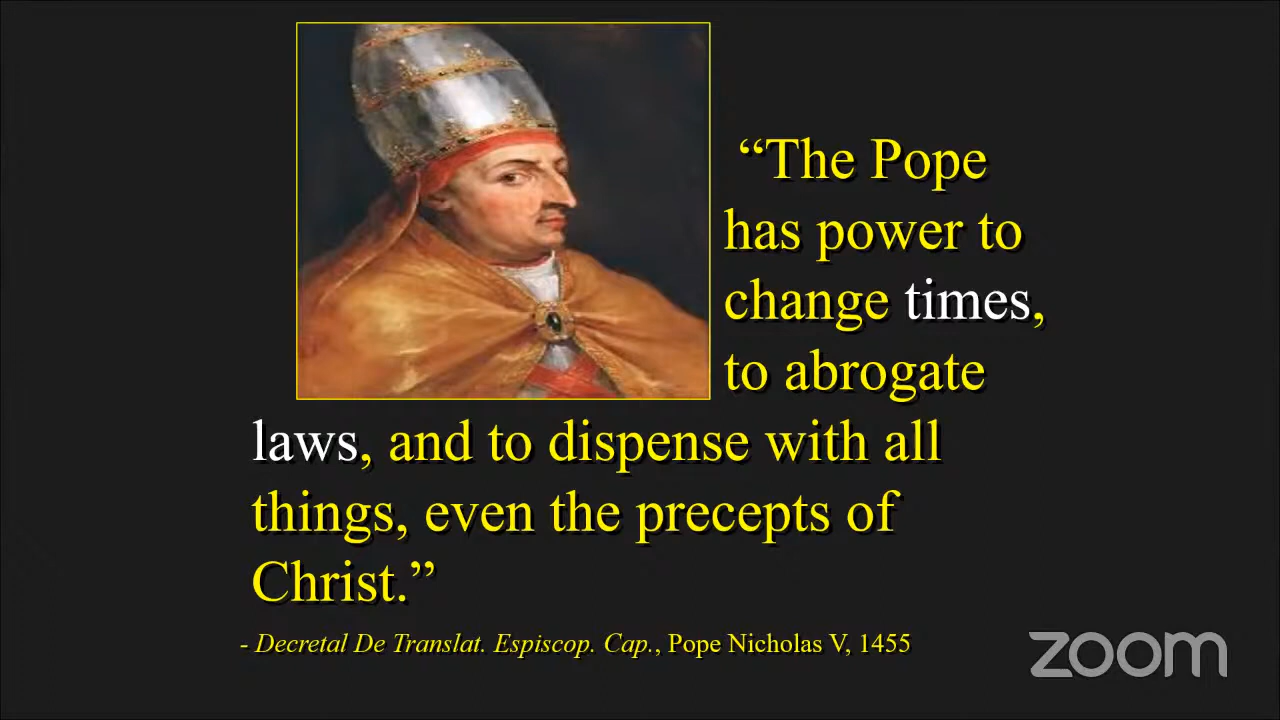 “The Pope
has power to
change times,
to abrogate
laws, and to dispense with all
things, even the precepts of
Christ.”
- Decretal De Translat. Espiscop. Cap., Pope Nicholas V, 1455
zoom